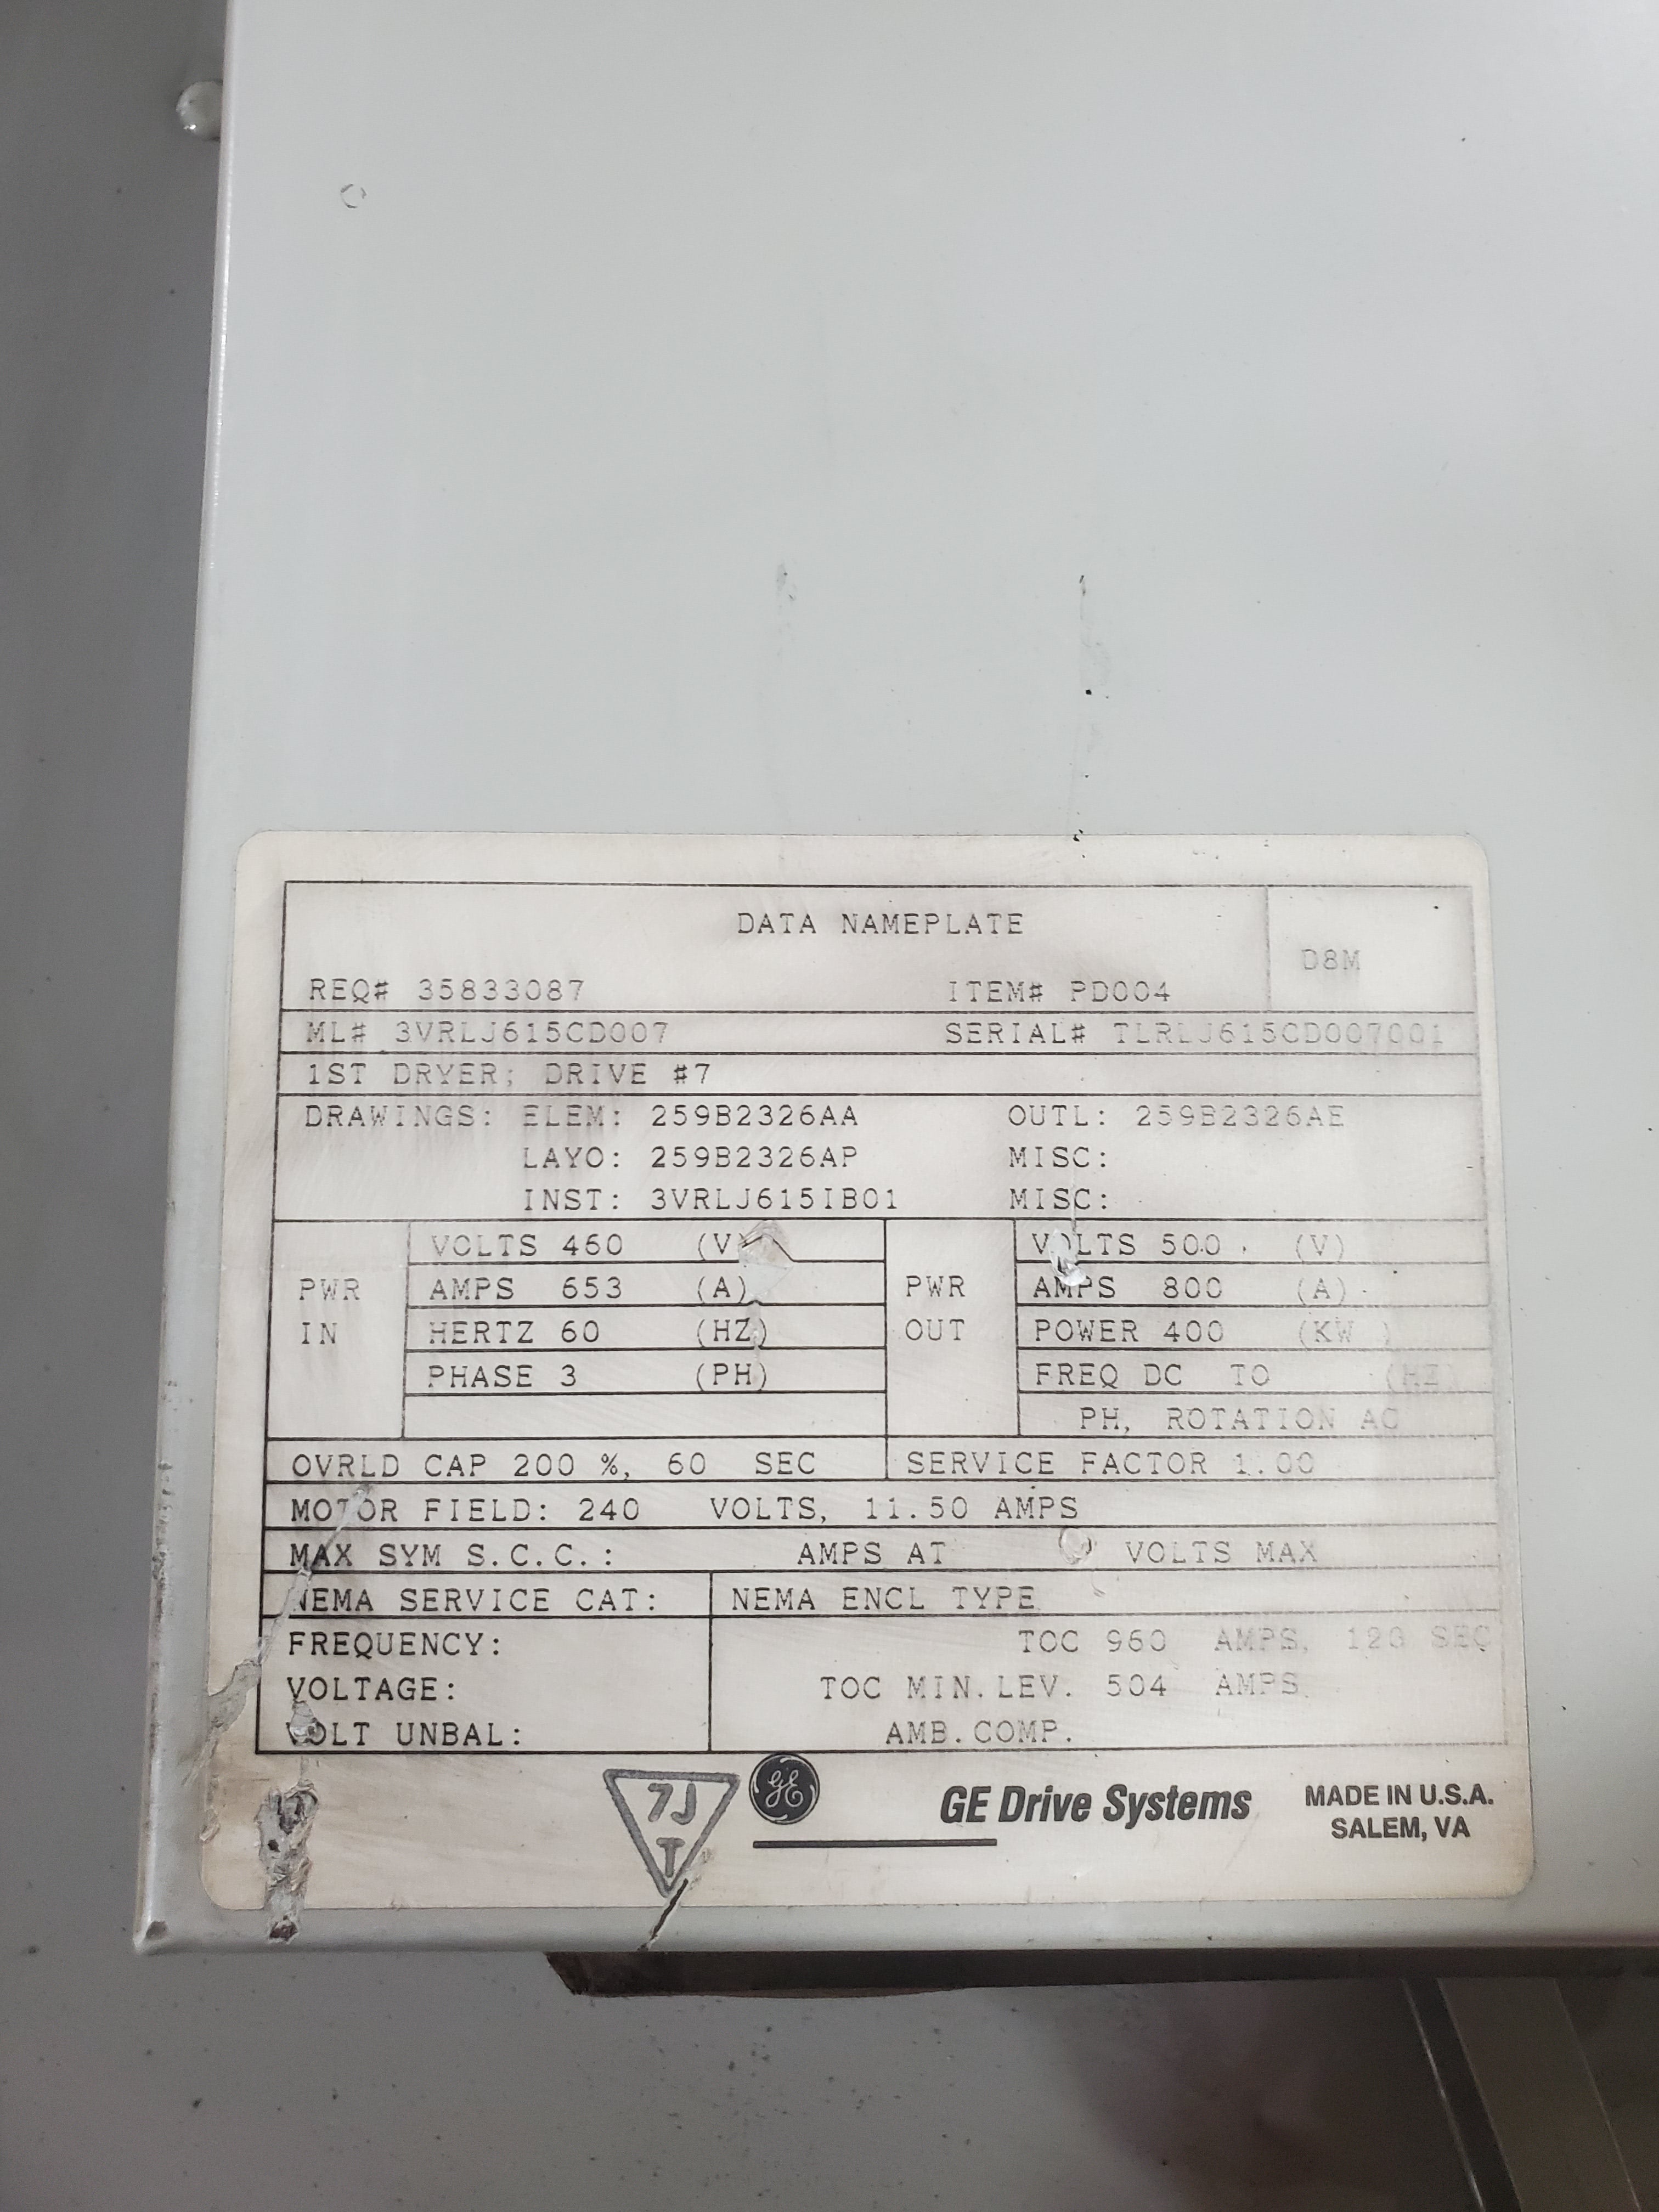 DATA NAMEPLATE
D8M
REQ# 35833087 ITEM# PD004
ML# 3VRLJ615CD007 SERIAL# TLRLJ615CD007001
1ST DRYER; DRIVE #7
DRAWINGS: ELEM: 259B2326AA OUTL: 259B2326AE
LAYO: 259B2326AP MISC:
INST: 3VRLJ615IB01 MISC:
PWR IN
VOLTS 460 (V)
AMPS 653 (A)
HERTZ 60 (HZ)
PHASE 3 (PH)
PWR OUT
VOLTS 500 (V)
AMPS 800 (A)
POWER 400 (KW )
FREQ DC TO (HZ)
PH, ROTATION AC
OVRLD CAP 200 %, 60 SEC SERVICE FACTOR 1.00
MOTOR FIELD: 240 VOLTS, 11.50 AMPS
MAX SYM S.C.C.: AMPS AT VOLTS MAX
NEMA SERVICE CAT: NEMA ENCL TYPE
FREQUENCY: TOC 960 AMPS, 120 SEC
VOLTAGE: TOC MIN.LEV. 504 AMPS
VOLT UNBAL: AMB.COMP.
7J
T
GE
GE Drive Systems
MADE IN U.S.A.
SALEM, VA